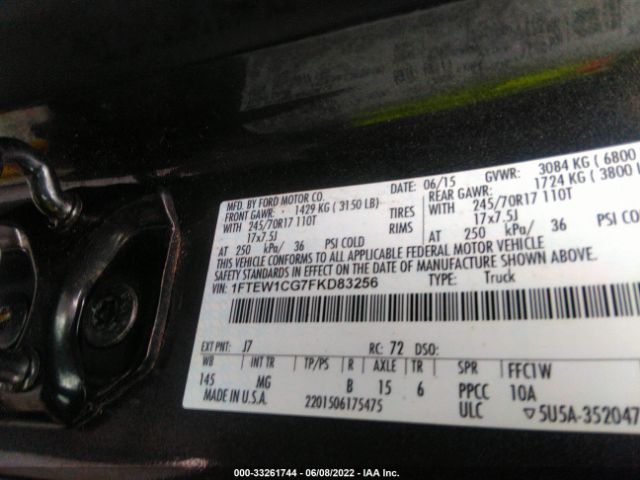 MFD. BY FORD MOTOR CO. DATE: 06/15 GVWR: 3084 KG ( 6800
FRONT GAWR: 1429 KG ( 3150 LB) REAR GAWR: 1724 KG ( 3800 L
WITH 245/70R17 110T TIRES WITH 245/70R17 110T
17x7.5J RIMS 17x7.5J
AT 250 kPa/ 36 PSI COLD AT 250 kPa/ 36 PSI CO
THIS VEHICLE CONFORMS TO ALL APPLICABLE FEDERAL MOTOR VEHICLE
SAFETY STANDARDS IN EFFECT ON THE DATE OF MANUFACTURE SHOWN ABOVE.
VIN: 1FTEW1CG7FKD83256 TYPE: Truck
EXT PNT: J7 RC: 72 DSO:
WB INT TR TP/PS R AXLE TR SPR FFC1W
145 MG B 15 6 PPCC 10A
MADE IN U.S.A. 2201506175475 ULC ▽5U5A-352047
000-33261744 - 06/08/2022 - IAA Inc.